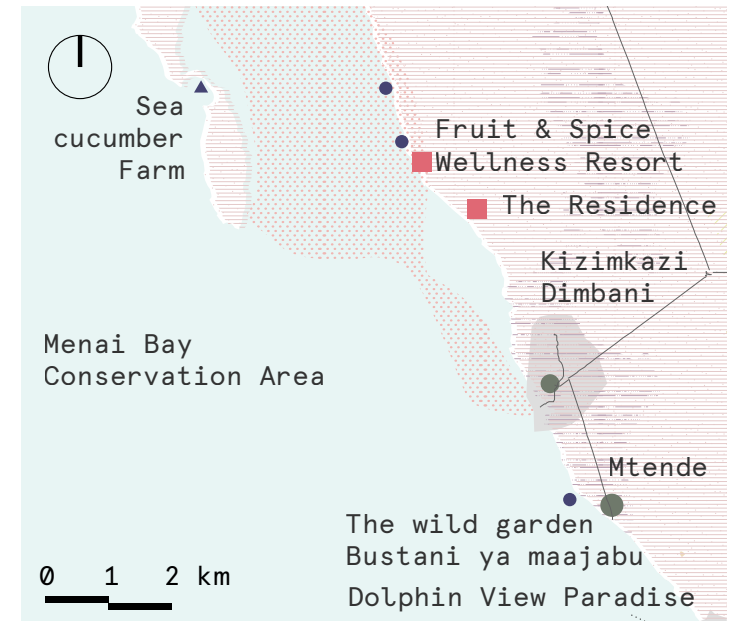 Sea
cucumber
Farm
Fruit & Spice
Wellness Resort
The Residence
Kizimkazi
Dimbani
Menai Bay
Conservation Area
Mtende
The wild garden
Bustani ya maajabu
Dolphin View Paradise
0 1 2 km